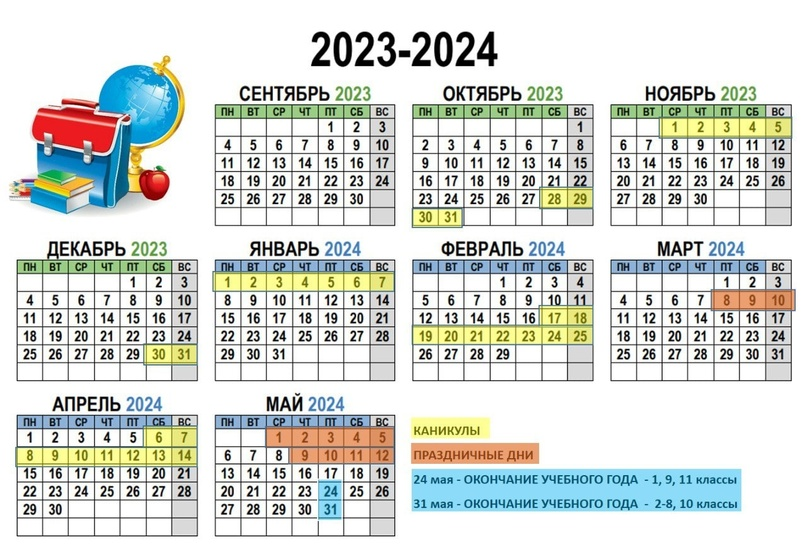 2023-2024
СЕНТЯБРЬ 2023
ПН ВТ СР ЧТ ПТ СБ ВС
1 2 3
4 5 6 7 8 9 10
11 12 13 14 15 16 17
18 19 20 21 22 23 24
25 26 27 28 29 30
ОКТЯБРЬ 2023
ПН ВТ СР ЧТ ПТ СБ ВС
1
2 3 4 5 6 7 8
9 10 11 12 13 14 15
16 17 18 19 20 21 22
23 24 25 26 27 28 29
30 31
НОЯБРЬ 2023
ПН ВТ СР ЧТ ПТ СБ ВС
1 2 3 4 5
6 7 8 9 10 11 12
13 14 15 16 17 18 19
20 21 22 23 24 25 26
27 28 29 30
ДЕКАБРЬ 2023
ПН ВТ СР ЧТ ПТ СБ ВС
1 2 3
4 5 6 7 8 9 10
11 12 13 14 15 16 17
18 19 20 21 22 23 24
25 26 27 28 29 30 31
ЯНВАРЬ 2024
ПН ВТ СР ЧТ ПТ СБ ВС
1 2 3 4 5 6 7
8 9 10 11 12 13 14
15 16 17 18 19 20 21
22 23 24 25 26 27 28
29 30 31
ФЕВРАЛЬ 2024
ПН ВТ СР ЧТ ПТ СБ ВС
1 2 3 4
5 6 7 8 9 10 11
12 13 14 15 16 17 18
19 20 21 22 23 24 25
26 27 28 29
МАРТ 2024
ПН ВТ СР ЧТ ПТ СБ ВС
1 2 3
4 5 6 7 8 9 10
11 12 13 14 15 16 17
18 19 20 21 22 23 24
25 26 27 28 29 30 31
АПРЕЛЬ 2024
ПН ВТ СР ЧТ ПТ СБ ВС
1 2 3 4 5 6 7
8 9 10 11 12 13 14
15 16 17 18 19 20 21
22 23 24 25 26 27 28
29 30
МАЙ 2024
ПН ВТ СР ЧТ ПТ СБ ВС
1 2 3 4 5
6 7 8 9 10 11 12
13 14 15 16 17 18 19
20 21 22 23 24 25 26
27 28 29 30 31
КАНИКУЛЫ
ПРАЗДНИЧНЫЕ ДНИ
24 мая - ОКОНЧАНИЕ УЧЕБНОГО ГОДА - 1, 9, 11 классы
31 мая - ОКОНЧАНИЕ УЧЕБНОГО ГОДА - 2-8, 10 классы